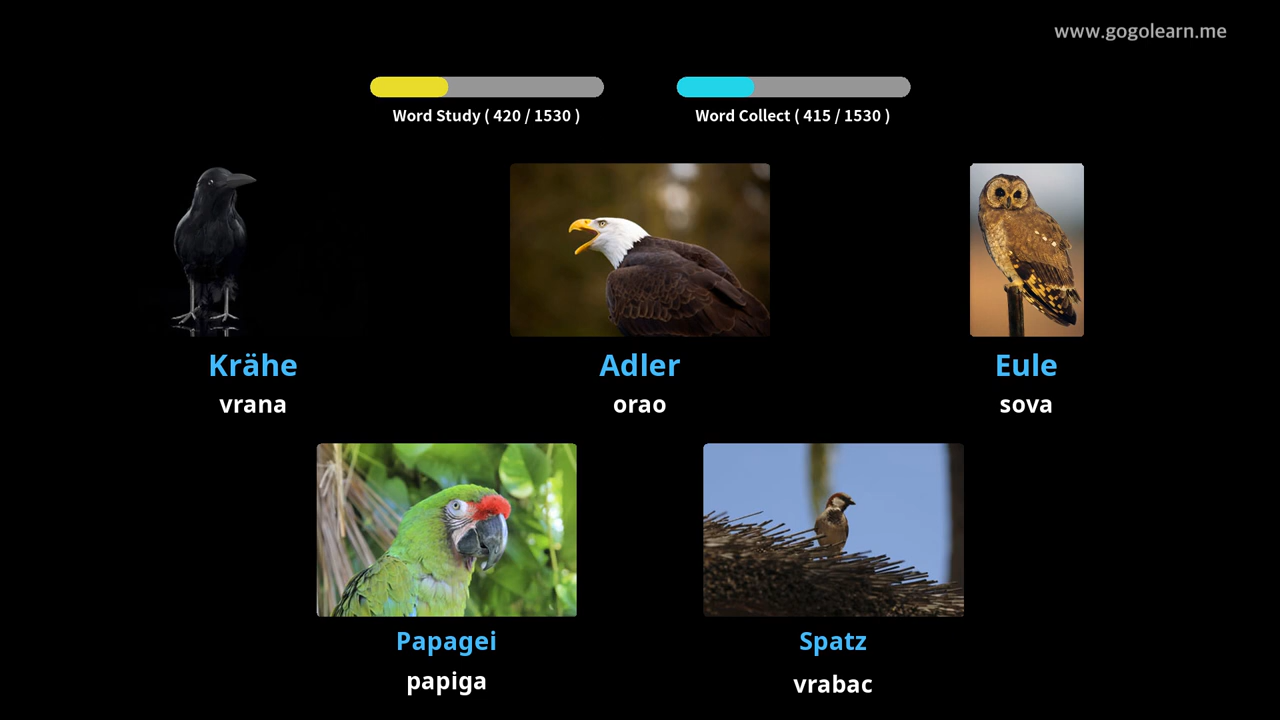 www.gogolearn.me
Word Study ( 420 / 1530 )
Word Collect ( 415 / 1530 )
Krähe
vrana
Adler
orao
Eule
sova
Papagei
papiga
Spatz
vrabac